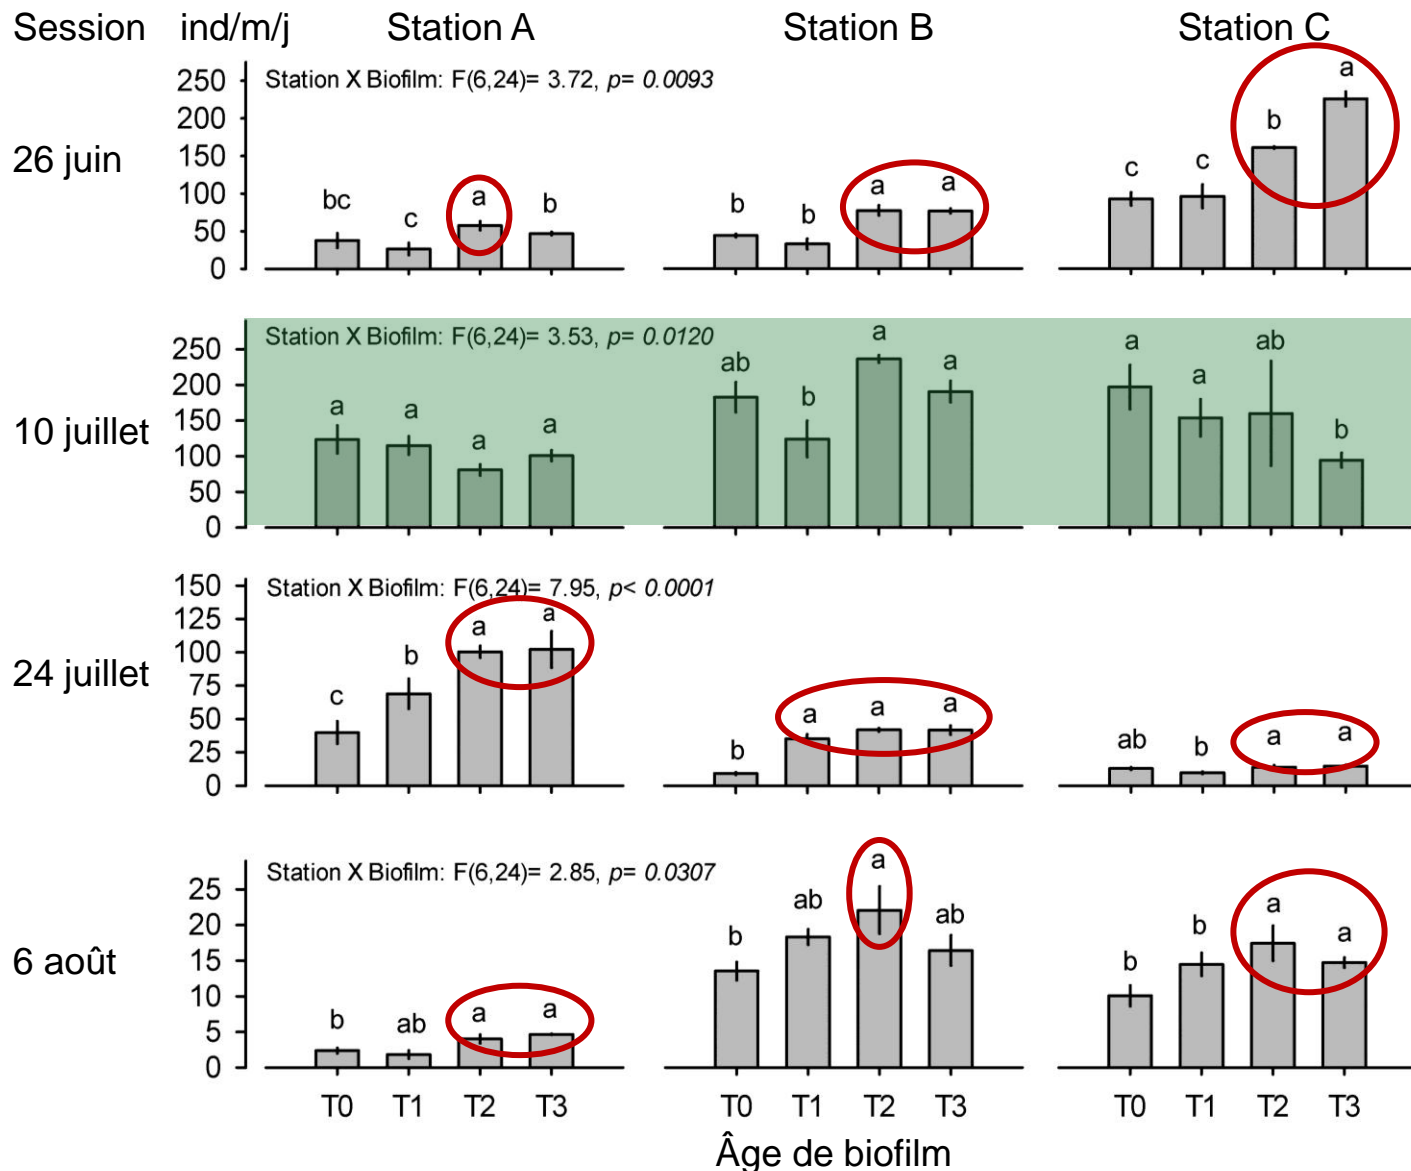 Session ind/m/j Station A Station B Station C
26 juin
Station X Biofilm: F(6,24)= 3.72, p= 0.0093
250
200
150
100
50
0
bc c a b
b b a a
c c b a
10 juillet
Station X Biofilm: F(6,24)= 3.53, p= 0.0120
250
200
150
100
50
0
a a a a
ab b a a
a a ab b
24 juillet
Station X Biofilm: F(6,24)= 7.95, p< 0.0001
150
125
100
75
50
25
0
c b a a
b a a a
ab b a a
6 août
Station X Biofilm: F(6,24)= 2.85, p= 0.0307
25
20
15
10
5
0
b ab a a
b ab a ab
b b a a
T0 T1 T2 T3 T0 T1 T2 T3 T0 T1 T2 T3
Âge de biofilm